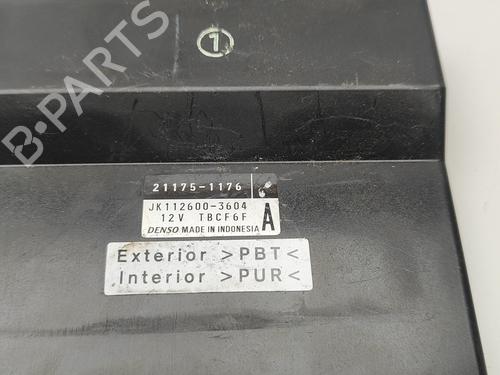 B-PARTS
1
21175-1176
JK112600-3604
12V TBCF6F A
DENSO MADE IN INDONESIA
Exterior >PBT<
Interior >PUR<